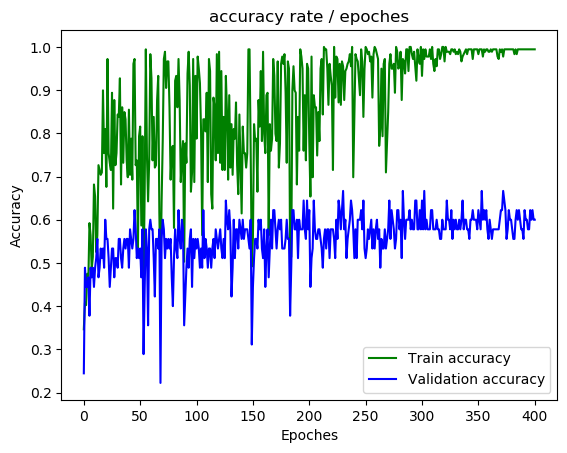 accuracy rate / epoches
1.0
0.9
0.8
0.7
0.6
0.5
0.4
0.3
0.2
Accuracy
Train accuracy
Validation accuracy
0 50 100 150 200 250 300 350 400
Epoches